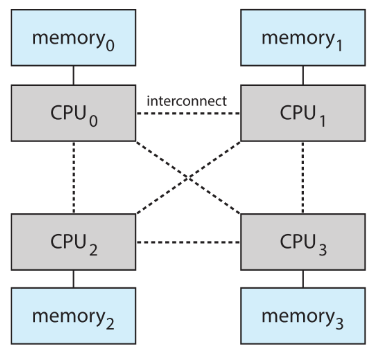 memory0
memory1
CPU0
interconnect
CPU1
CPU2
CPU3
memory2
memory3